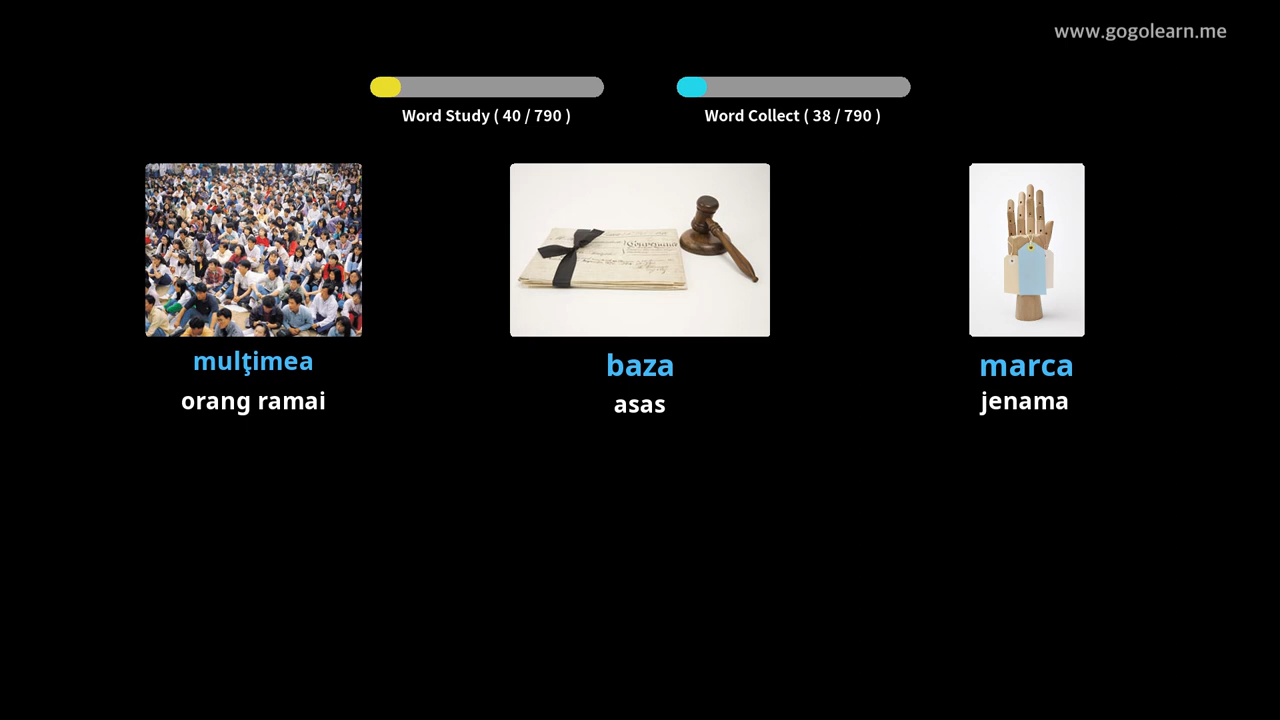 www.gogolearn.me
Word Study ( 40 / 790 )
Word Collect ( 38 / 790 )
mulţimea
baza
marca
orang ramai
asas
jenama